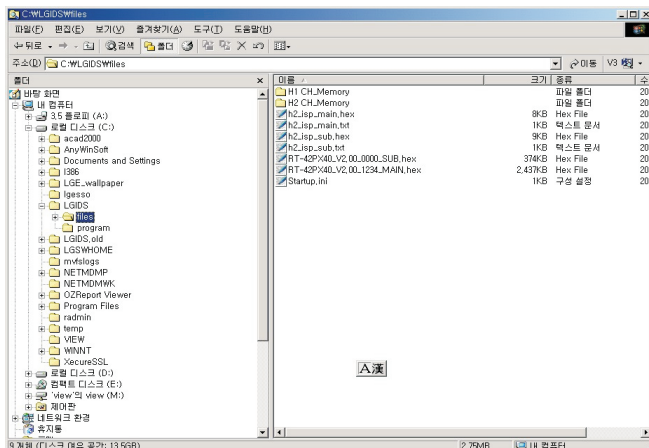 C:\LGIDS\files
파일(F) 편집(E) 보기(V) 즐겨찾기(A) 도구(T) 도움말(H)
뒤로 검색 폴더
주소(D) C:\LGIDS\files 이동 V3
폴더
바탕 화면
내 컴퓨터
3.5 플로피 (A:)
로컬 디스크 (C:)
acad2000
AnyWinSoft
Documents and Settings
I386
LGE_wallpaper
lgesso
LGIDS
files
program
LGIDS.old
LGSWHOME
mvfslogs
NETMDMP
NETMDMWK
OZReport Viewer
Program Files
radmin
temp
VIEW
WINNT
XecureSSL
로컬 디스크 (D:)
컴팩트 디스크 (E:)
'view'의 view (M:)
제어판
네트워크 환경
휴지통
이름 크기 종류
H1 CH_Memory 파일 폴더 20
H2 CH_Memory 파일 폴더 20
h2_isp_main.hex 8KB Hex File 20
h2_isp_main.txt 1KB 텍스트 문서 20
h2_isp_sub.hex 9KB Hex File 20
h2_isp_sub.txt 1KB 텍스트 문서 20
RT-42PX40_V2.00_0000_SUB.hex 374KB Hex File 20
RT-42PX40_V2.00_1234_MAIN.hex 2,437KB Hex File 20
Startup.ini 1KB 구성 설정 20
A漢
9 개체 (디스크 여유 공간: 13.5GB) 2.75MB 내 컴퓨터